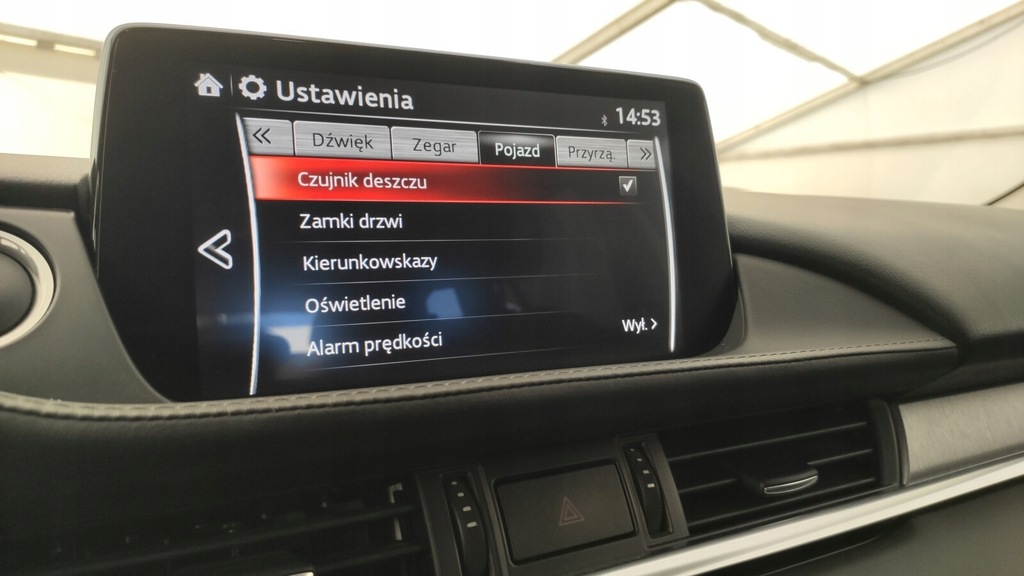 Ustawienia
14:53
« Dźwięk Zegar Pojazd Przyrzą. »
Czujnik deszczu
Zamki drzwi
Kierunkowskazy
Oświetlenie
Alarm prędkości Wył. >